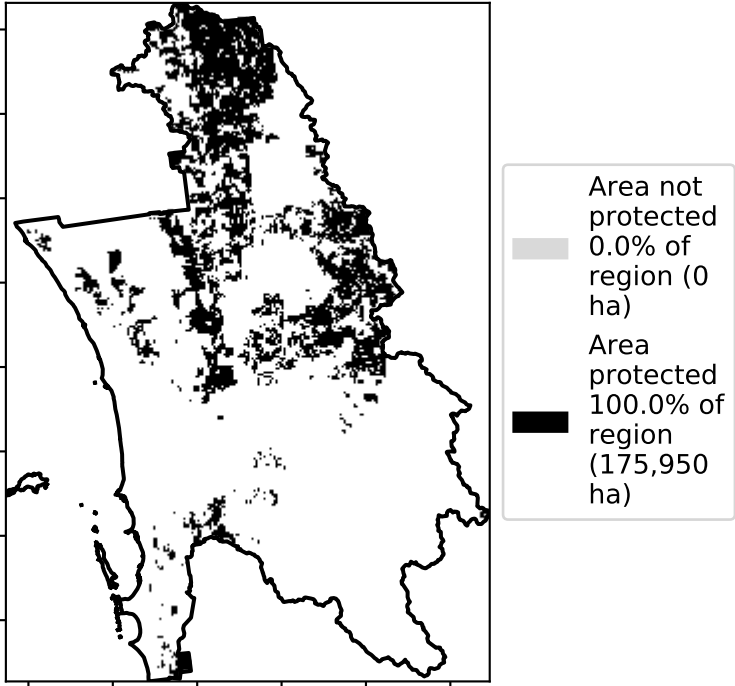 Area not
protected
0.0% of
region (0
ha)
Area
protected
100.0% of
region
(175,950
ha)